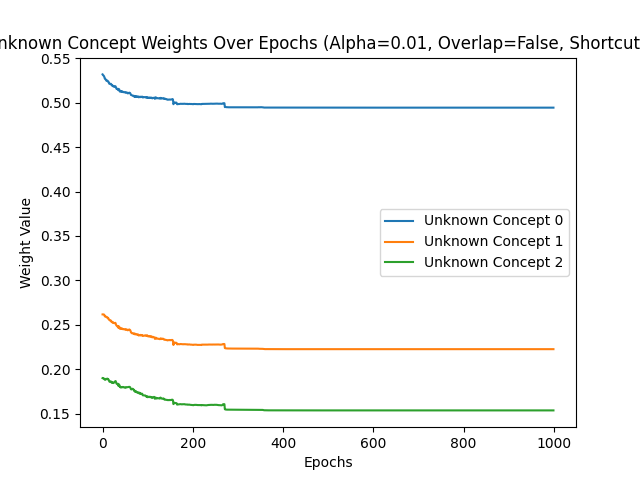 nknown Concept Weights Over Epochs (Alpha=0.01, Overlap=False, Shortcut
0.55
0.50
0.45
0.40
0.35
0.30
0.25
0.20
0.15
Weight Value
Unknown Concept 0
Unknown Concept 1
Unknown Concept 2
0
200
400
600
800
1000
Epochs